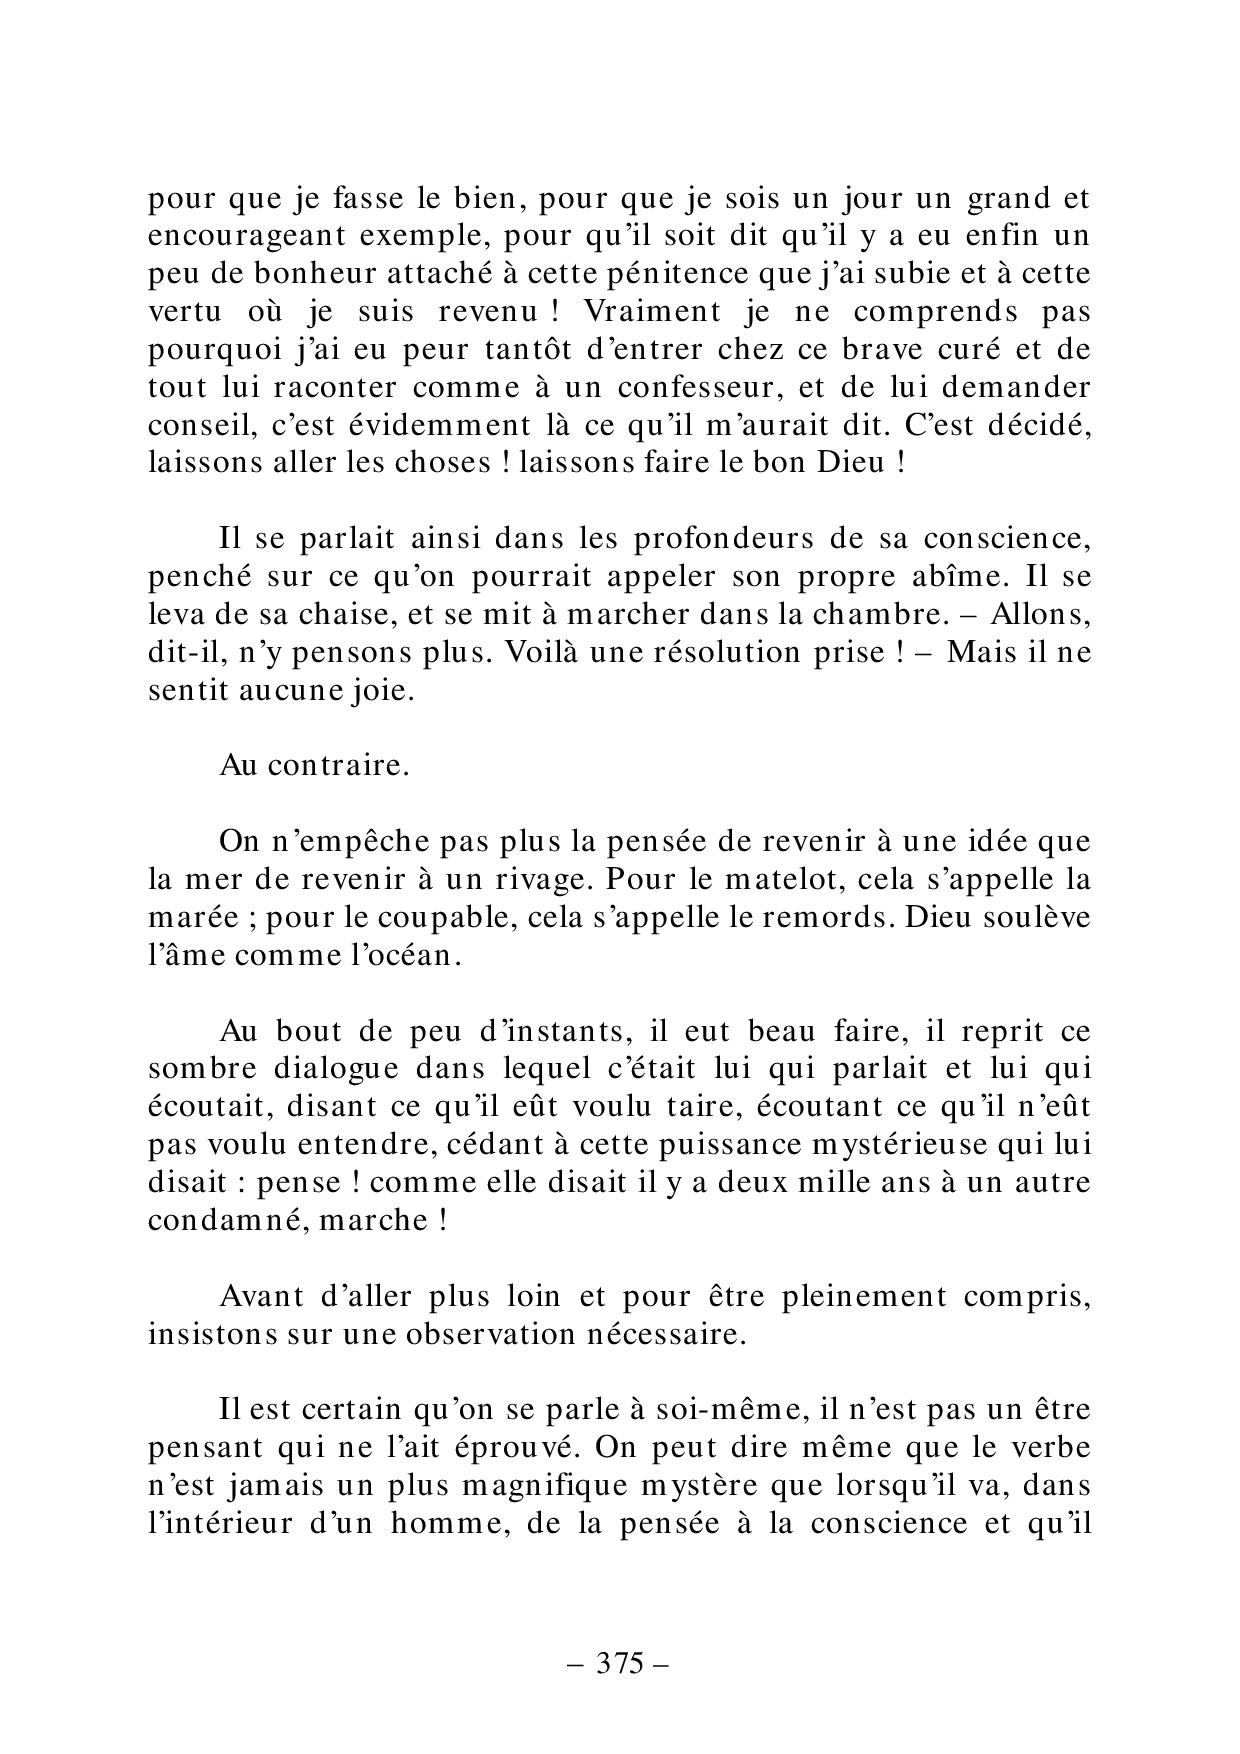 pour que je fasse le bien, pour que je sois un jour un grand et
encourageant exemple, pour qu’il soit dit qu’il y a eu enfin un
peu de bonheur attaché à cette pénitence que j’ai subie et à cette
vertu où je suis revenu ! Vraiment je ne comprends pas
pourquoi j’ai eu peur tantôt d’entrer chez ce brave curé et de
tout lui raconter comme à un confesseur, et de lui demander
conseil, c’est évidemment là ce qu’il m’aurait dit. C’est décidé,
laissons aller les choses ! laissons faire le bon Dieu !
Il se parlait ainsi dans les profondeurs de sa conscience,
penché sur ce qu’on pourrait appeler son propre abîme. Il se
leva de sa chaise, et se mit à marcher dans la chambre. – Allons,
dit-il, n’y pensons plus. Voilà une résolution prise ! – Mais il ne
sentit aucune joie.
Au contraire.
On n’empêche pas plus la pensée de revenir à une idée que
la mer de revenir à un rivage. Pour le matelot, cela s’appelle la
marée ; pour le coupable, cela s’appelle le remords. Dieu soulève
l’âme comme l’océan.
Au bout de peu d’instants, il eut beau faire, il reprit ce
sombre dialogue dans lequel c’était lui qui parlait et lui qui
écoutait, disant ce qu’il eût voulu taire, écoutant ce qu’il n’eût
pas voulu entendre, cédant à cette puissance mystérieuse qui lui
disait : pense ! comme elle disait il y a deux mille ans à un autre
condamné, marche !
Avant d’aller plus loin et pour être pleinement compris,
insistons sur une observation nécessaire.
Il est certain qu’on se parle à soi-même, il n’est pas un être
pensant qui ne l’ait éprouvé. On peut dire même que le verbe
n’est jamais un plus magnifique mystère que lorsqu’il va, dans
l’intérieur d’un homme, de la pensée à la conscience et qu’il
– 375 –